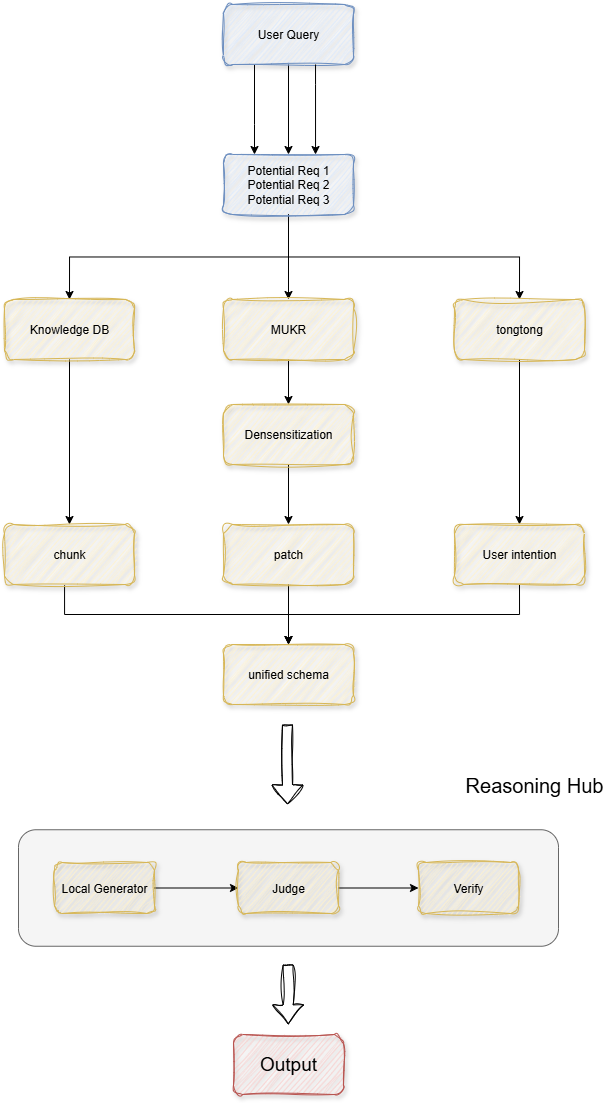 User Query
Potential Req 1
Potential Req 2
Potential Req 3
Knowledge DB
MUKR
tongtong
Densensitization
chunk
patch
User intention
unified schema
Reasoning Hub
Local Generator
Judge
Verify
Output